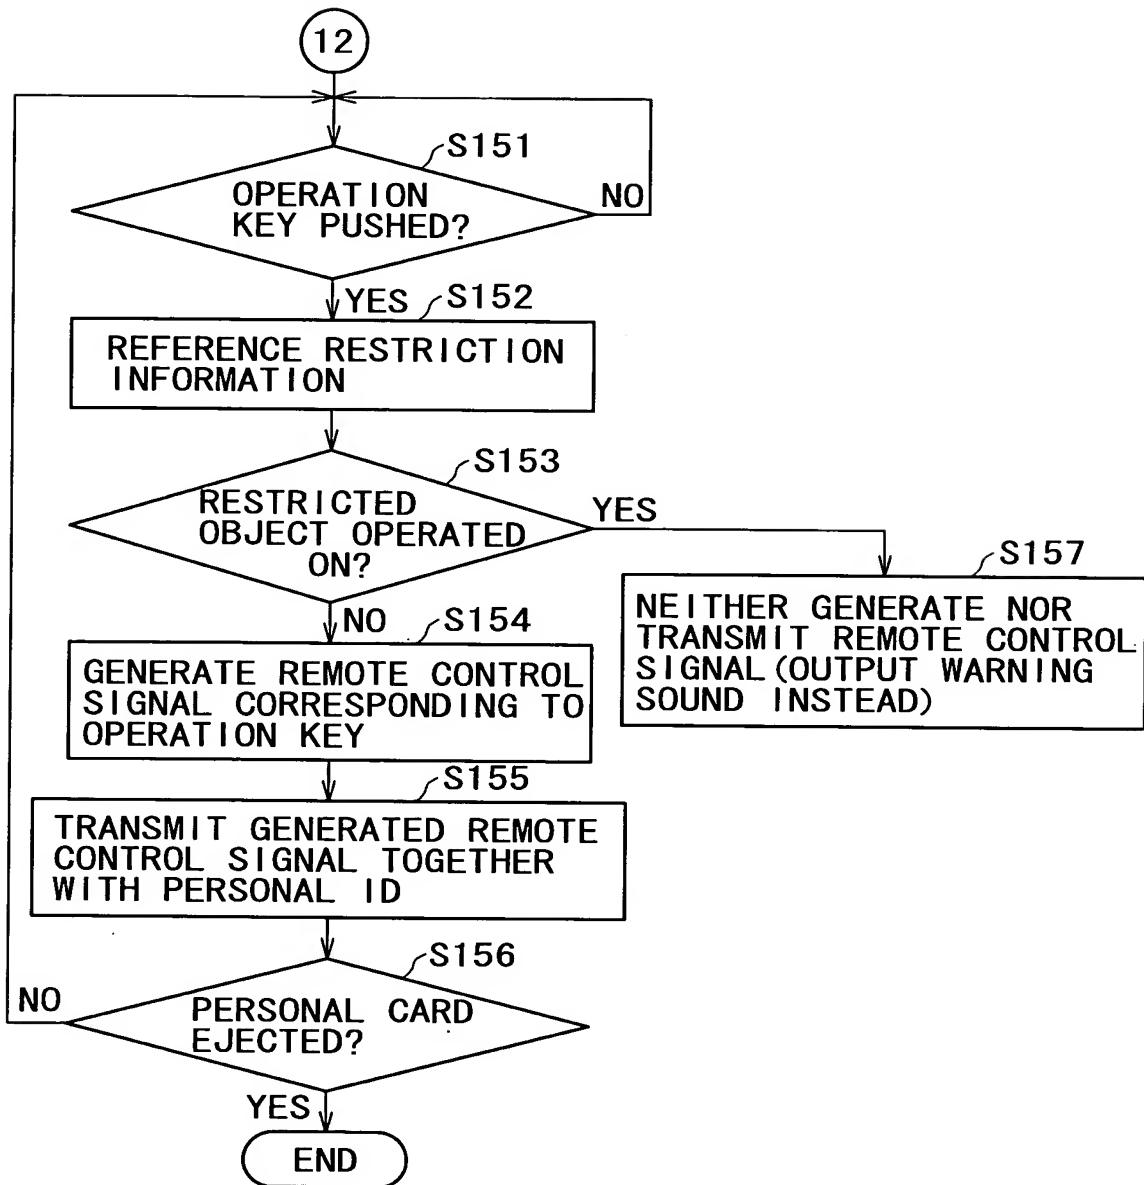 12
S151
OPERATION
KEY PUSHED?
NO
YES
S152
REFERENCE RESTRICTION
INFORMATION
S153
RESTRICTED
OBJECT OPERATED
ON?
YES
S157
NEITHER GENERATE NOR
TRANSMIT REMOTE CONTROL
SIGNAL (OUTPUT WARNING
SOUND INSTEAD)
NO
S154
GENERATE REMOTE CONTROL
SIGNAL CORRESPONDING TO
OPERATION KEY
S155
TRANSMIT GENERATED REMOTE
CONTROL SIGNAL TOGETHER
WITH PERSONAL ID
S156
NO
PERSONAL CARD
EJECTED?
YES
END